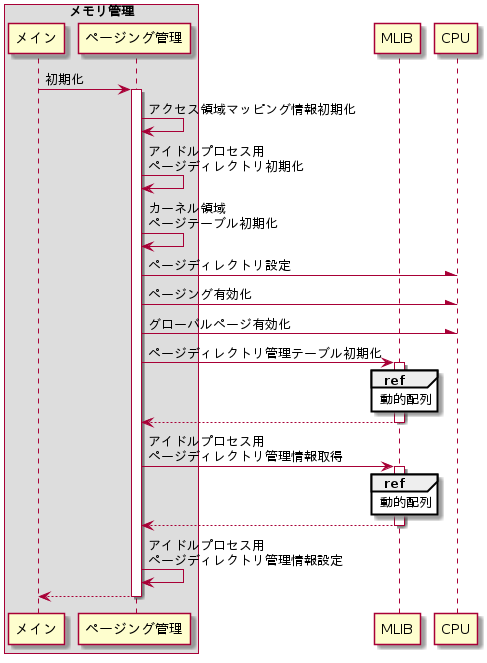 メモリ管理
メイン
ページング管理
MLIB
CPU
初期化
アクセス領域マッピング情報初期化
アイドルプロセス用
ページディレクトリ初期化
カーネル領域
ページテーブル初期化
ページディレクトリ設定
ページング有効化
グローバルページ有効化
ページディレクトリ管理テーブル初期化
ref
動的配列
アイドルプロセス用
ページディレクトリ管理情報取得
ref
動的配列
アイドルプロセス用
ページディレクトリ管理情報設定
メイン
ページング管理
MLIB
CPU